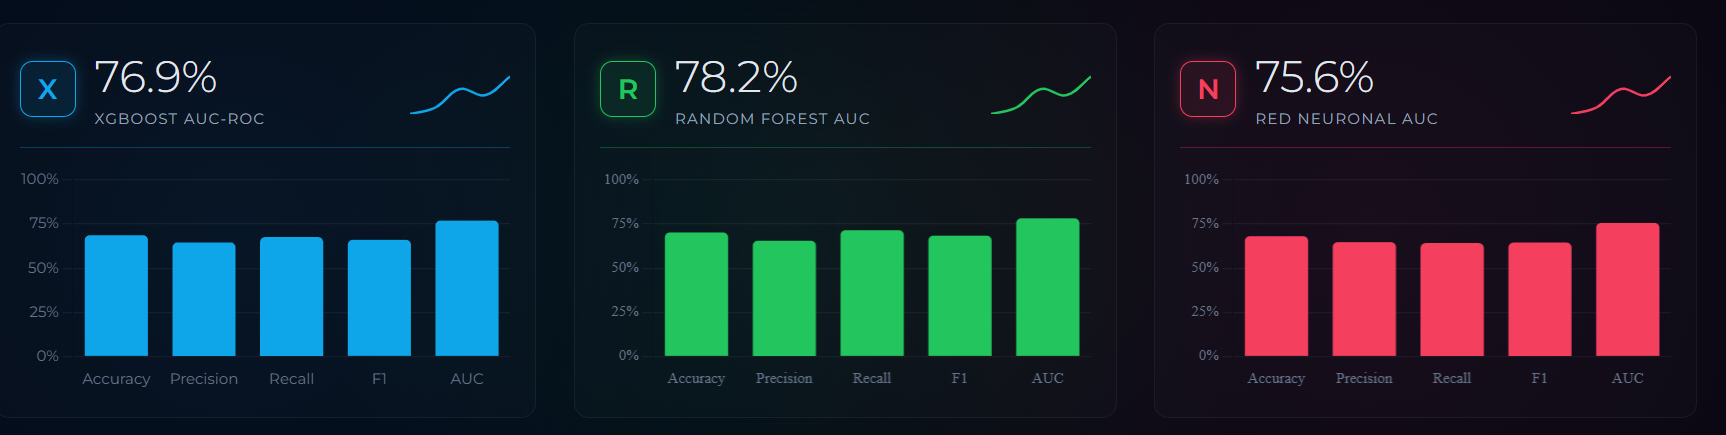 X
76.9%
XGBOOST AUC-ROC
100%
75%
50%
25%
0%
Accuracy Precision Recall F1 AUC
R
78.2%
RANDOM FOREST AUC
100%
75%
50%
25%
0%
Accuracy Precision Recall F1 AUC
N
75.6%
RED NEURONAL AUC
100%
75%
50%
25%
0%
Accuracy Precision Recall F1 AUC